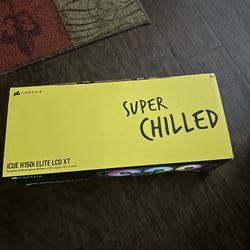 CORSAIR
SUPER
CHILLED
iCUE H150i ELITE LCD XT